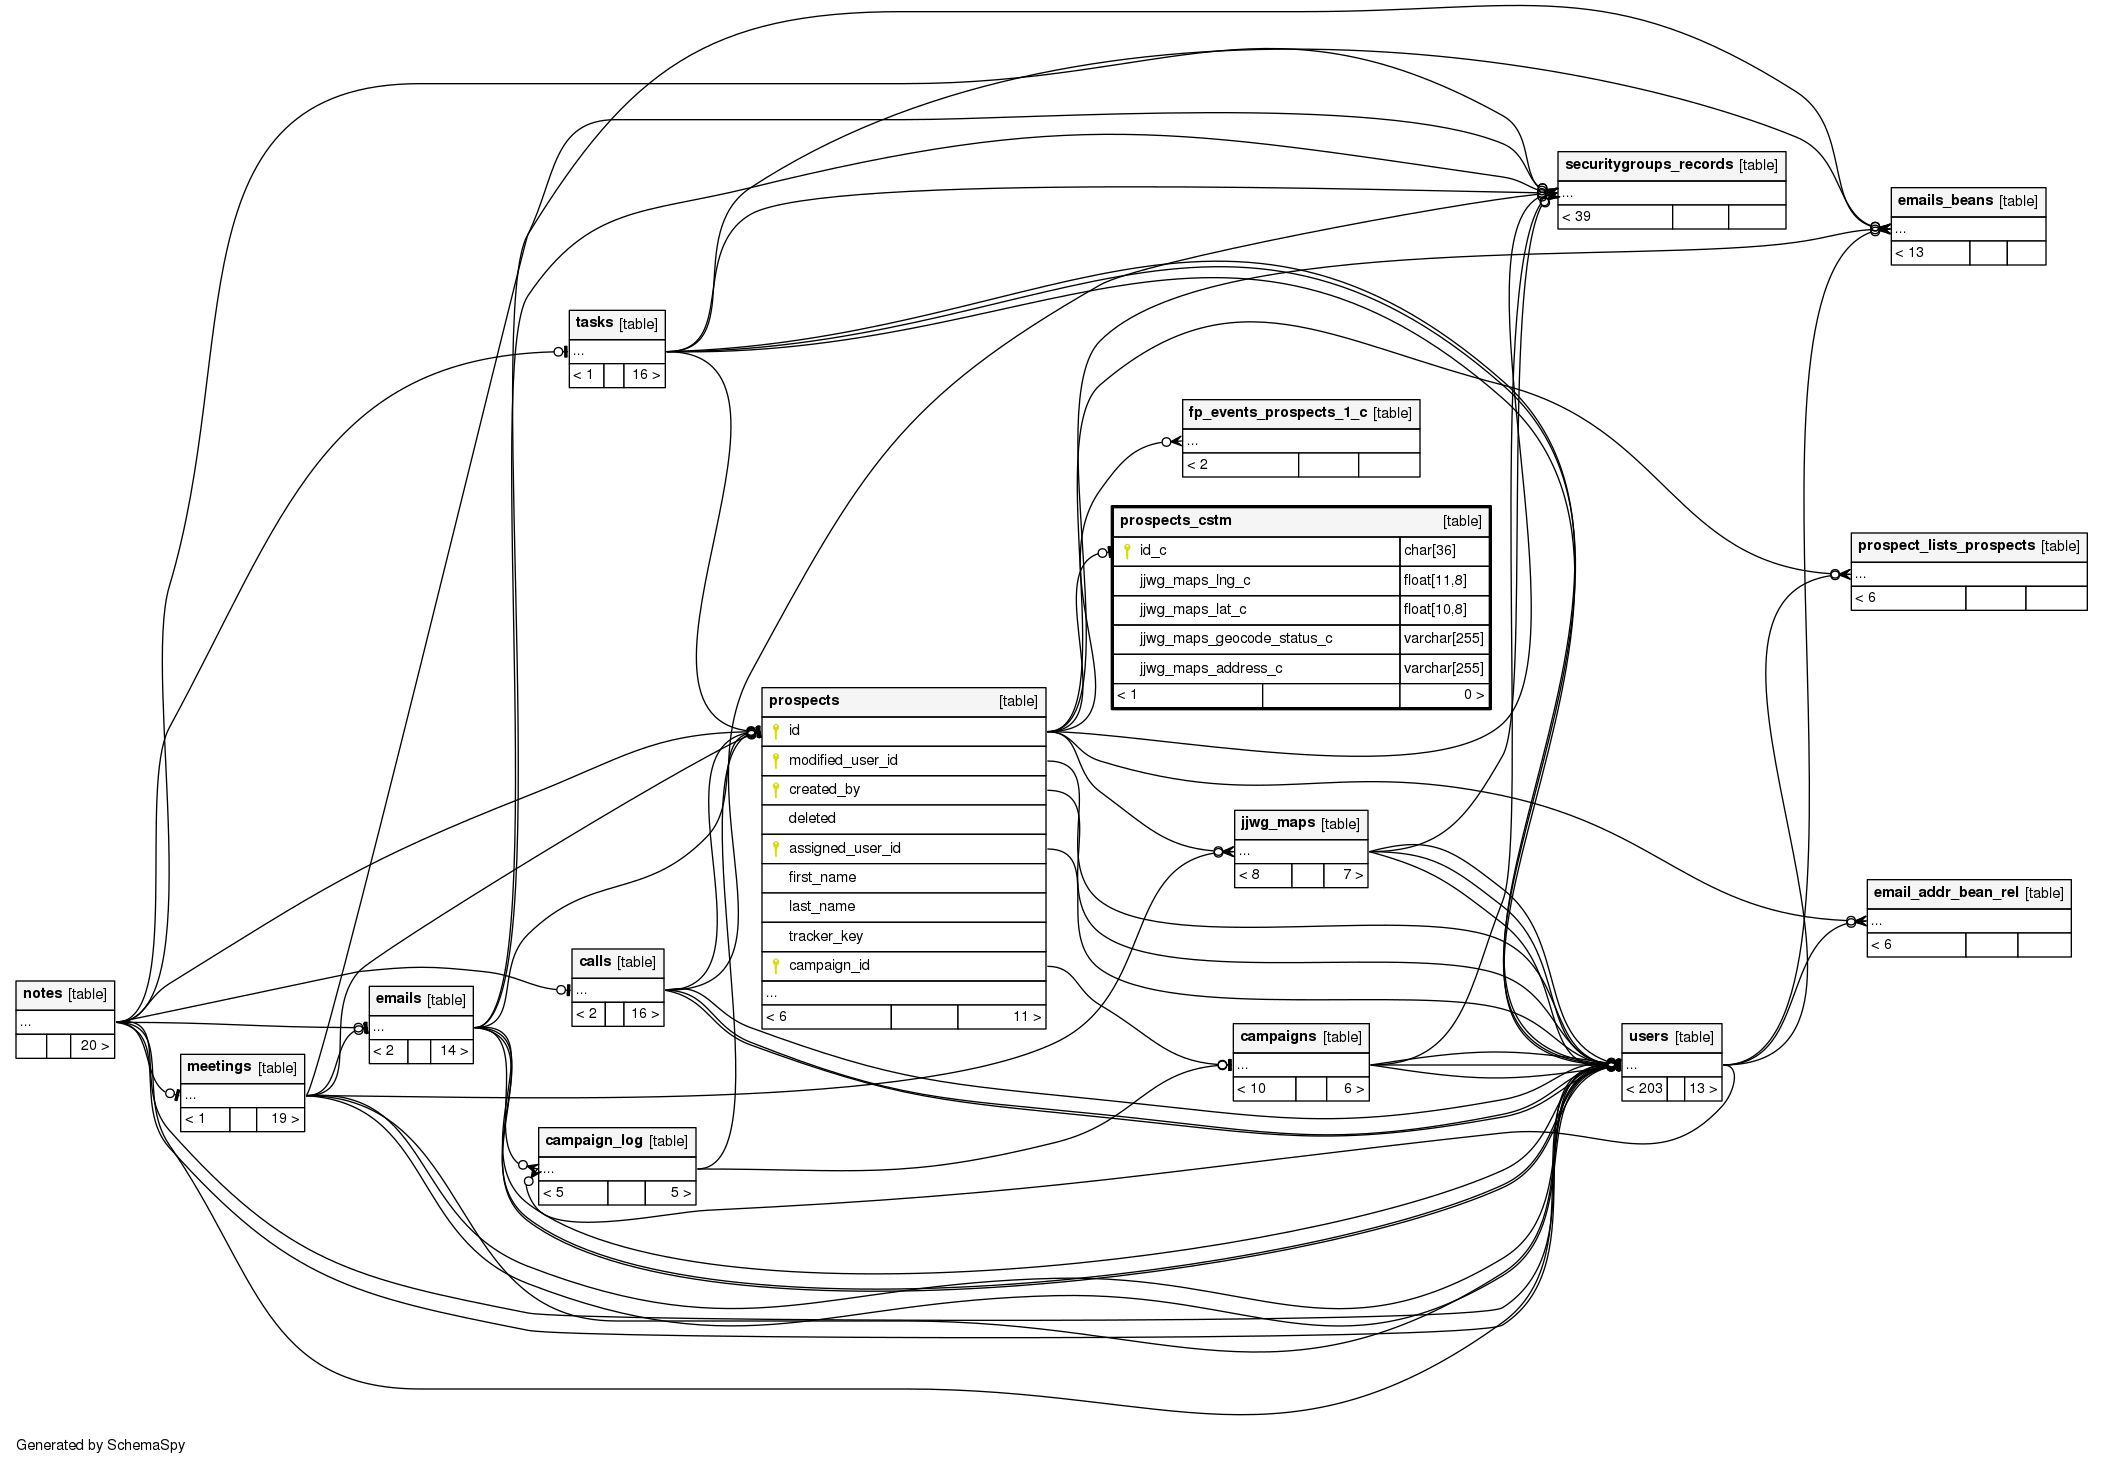 securitygroups_records [table]
...
< 39
emails_beans [table]
...
< 13
tasks [table]
...
< 1 16 >
fp_events_prospects_1_c [table]
...
< 2
prospects_cstm [table]
id_c char[36]
jjwg_maps_lng_c float[11,8]
jjwg_maps_lat_c float[10,8]
jjwg_maps_geocode_status_c varchar[255]
jjwg_maps_address_c varchar[255]
< 1 0 >
prospect_lists_prospects [table]
...
< 6
prospects [table]
id
modified_user_id
created_by
deleted
assigned_user_id
first_name
last_name
tracker_key
campaign_id
...
< 6 11 >
jjwg_maps [table]
...
< 8 7 >
email_addr_bean_rel [table]
...
< 6
calls [table]
...
< 2 16 >
notes [table]
...
20 >
emails [table]
...
< 2 14 >
meetings [table]
...
< 1 19 >
campaigns [table]
...
< 10 6 >
users [table]
...
< 203 13 >
campaign_log [table]
...
< 5 5 >
Generated by SchemaSpy